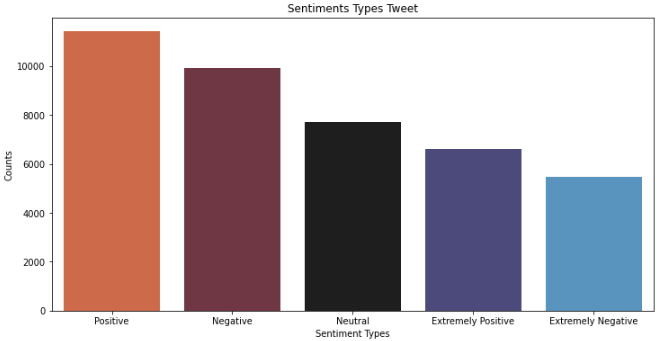 Sentiments Types Tweet
10000
8000
6000
4000
2000
0
Counts
Positive Negative Neutral Extremely Positive Extremely Negative
Sentiment Types